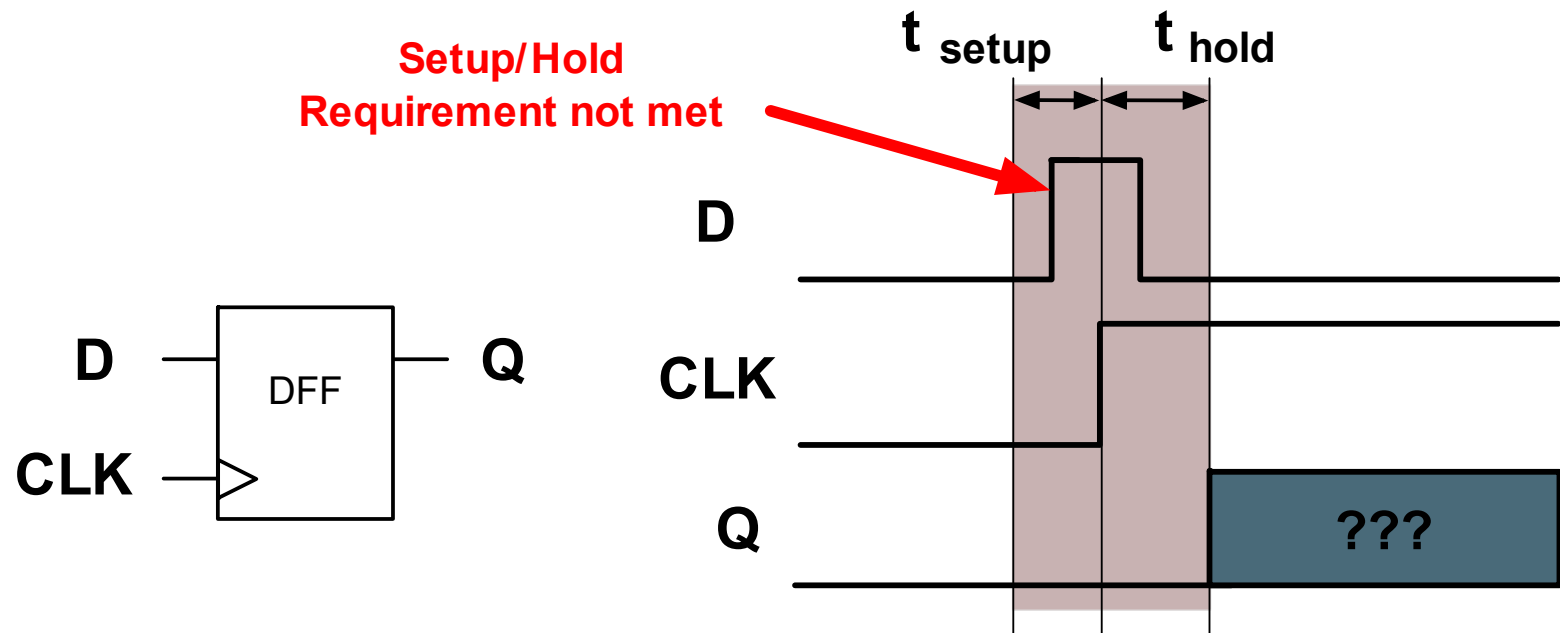 t setup
t hold
Setup/Hold
Requirement not met
D
D
Q
DFF
CLK
CLK
Q
???